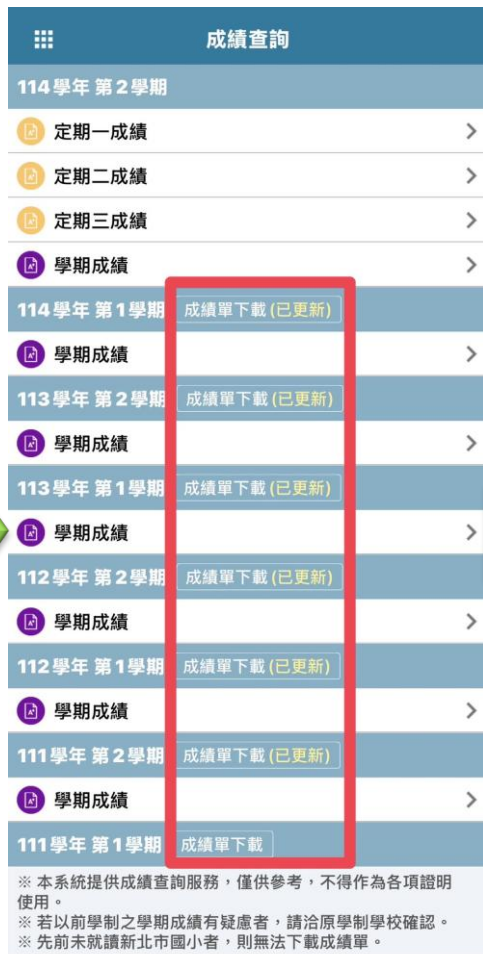 成績查詢
114學年 第2學期
定期一成績
定期二成績
定期三成績
學期成績
114學年 第1學期 成績單下載(已更新)
學期成績
113學年 第2學期 成績單下載(已更新)
學期成績
113學年 第1學期 成績單下載(已更新)
學期成績
112學年 第2學期 成績單下載(已更新)
學期成績
112學年 第1學期 成績單下載(已更新)
學期成績
111學年 第2學期 成績單下載(已更新)
學期成績
111學年 第1學期 成績單下載
※ 本系統提供成績查詢服務，僅供參考，不得作為各項證明
使用。
※ 若以前學制之學期成績有疑慮者，請洽原學制學校確認。
※ 先前未就讀新北市國小者，則無法下載成績單。